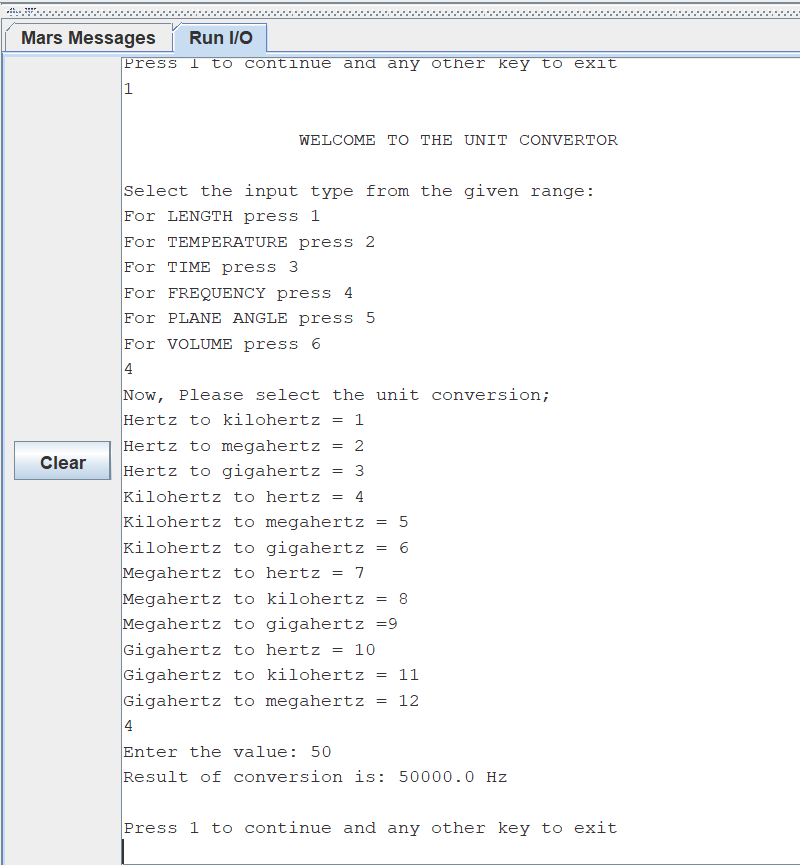 Mars Messages Run I/O
Press 1 to continue and any other key to exit
1
WELCOME TO THE UNIT CONVERTOR
Select the input type from the given range:
For LENGTH press 1
For TEMPERATURE press 2
For TIME press 3
For FREQUENCY press 4
For PLANE ANGLE press 5
For VOLUME press 6
4
Now, Please select the unit conversion;
Hertz to kilohertz = 1
Hertz to megahertz = 2
Hertz to gigahertz = 3
Kilohertz to hertz = 4
Kilohertz to megahertz = 5
Kilohertz to gigahertz = 6
Megahertz to hertz = 7
Megahertz to kilohertz = 8
Megahertz to gigahertz =9
Gigahertz to hertz = 10
Gigahertz to kilohertz = 11
Gigahertz to megahertz = 12
4
Enter the value: 50
Result of conversion is: 50000.0 Hz
Press 1 to continue and any other key to exit
Clear